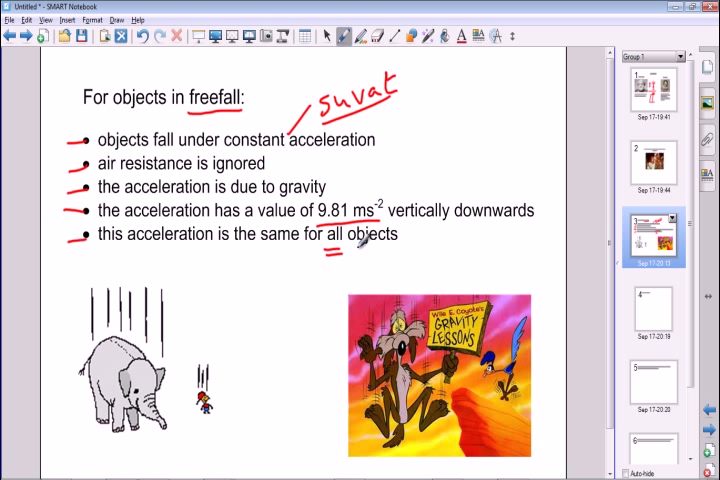 Untitled * - SMART Notebook
File Edit View Insert Format Draw Help
Group 1
For objects in freefall:
suvat
• objects fall under constant acceleration
• air resistance is ignored
• the acceleration is due to gravity
• the acceleration has a value of 9.81 ms⁻² vertically downwards
• this acceleration is the same for all objects
Wile E. Coyote's
GRAVITY
LESSONS
1
Sep 17-19:41
2
Sep 17-19:44
3
Sep 17-20:13
4
Sep 17-20:19
5
Sep 17-20:20
6
Auto-hide